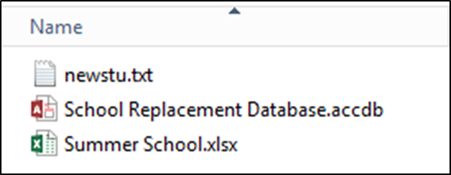 Name
newstu.txt
School Replacement Database.accdb
Summer School.xlsx